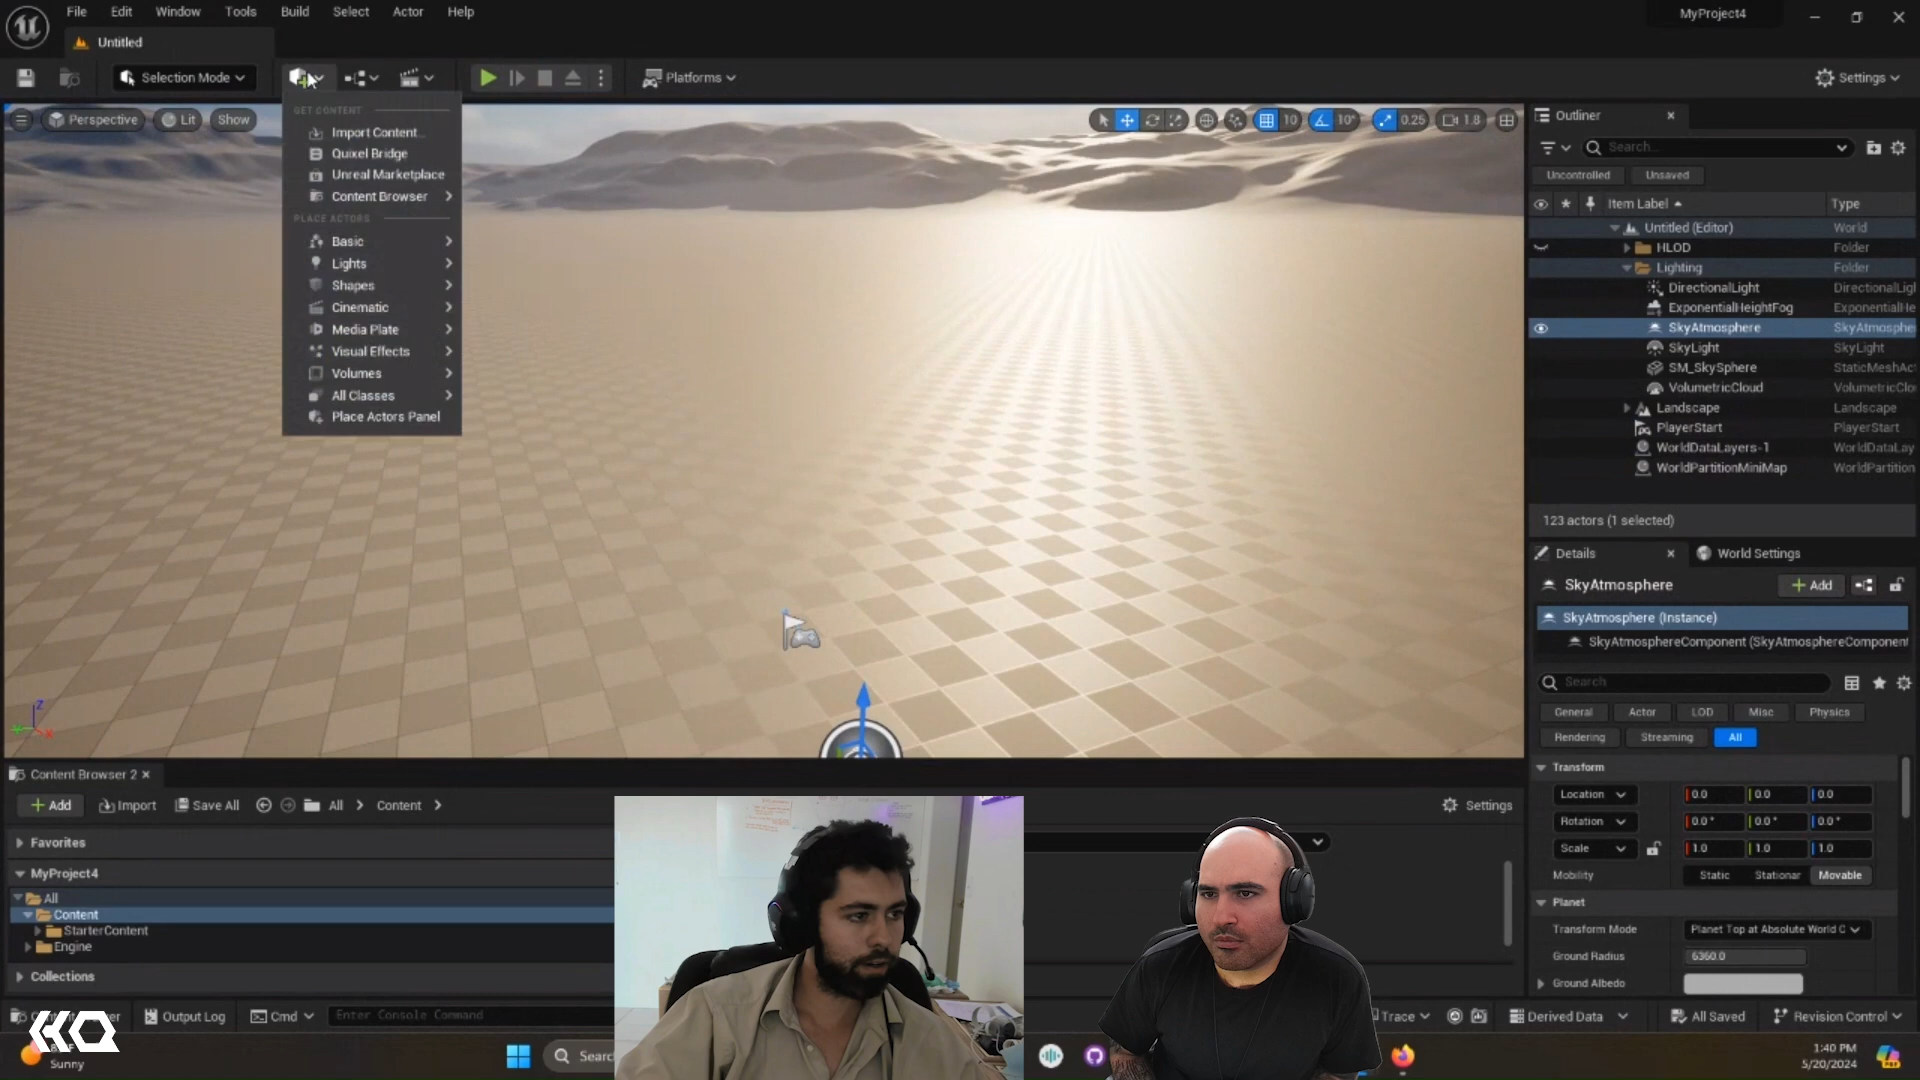 File Edit Window Tools Build Select Actor Help
MyProject4
Untitled
Selection Mode
Platforms
Settings
Perspective
Lit
Show
10
10°
0.25
1.8
GET CONTENT
Import Content...
Quixel Bridge
Unreal Marketplace
Content Browser
PLACE ACTORS
Basic
Lights
Shapes
Cinematic
Media Plate
Visual Effects
Volumes
All Classes
Place Actors Panel
Z
X
Outliner
Search...
Uncontrolled
Unsaved
Item Label
Type
Untitled (Editor) World
HLOD Folder
Lighting Folder
DirectionalLight DirectionalLigl
ExponentialHeightFog ExponentialHe
SkyAtmosphere SkyAtmosphe
SkyLight SkyLight
SM_SkySphere StaticMeshAc
VolumetricCloud VolumetricClo
Landscape Landscape
PlayerStart PlayerStart
WorldDataLayers-1 WorldDataLay
WorldPartitionMiniMap WorldPartition
123 actors (1 selected)
Details
World Settings
SkyAtmosphere
Add
SkyAtmosphere (Instance)
SkyAtmosphereComponent (SkyAtmosphereComponent
Search
General Actor LOD Misc Physics
Rendering Streaming All
Transform
Location 0.0 0.0 0.0
Rotation 0.0° 0.0° 0.0°
Scale 1.0 1.0 1.0
Mobility Static Stationar Movable
Planet
Transform Mode Planet Top at Absolute World O
Ground Radius 6360.0
Ground Albedo
Content Browser 2
Add Import Save All All Content
Settings
Favorites
MyProject4
All
Content
StarterContent
Engine
Collections
Output Log
Cmd
Enter Console Command
Trace
Derived Data
All Saved
Revision Control
HQ
Sunny
Searc
1:40 PM
5/20/2024